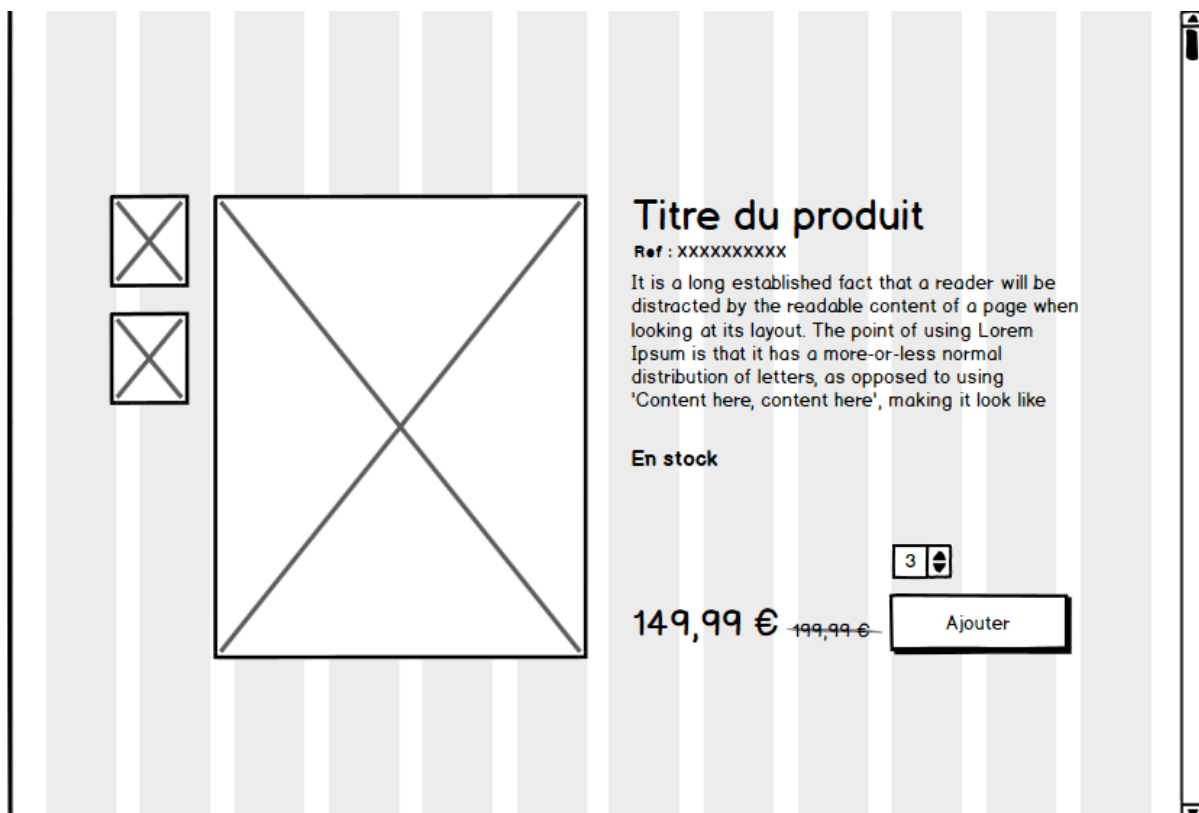 Titre du produit
Ref : XXXXXXXXXX
It is a long established fact that a reader will be
distracted by the readable content of a page when
looking at its layout. The point of using Lorem
Ipsum is that it has a more-or-less normal
distribution of letters, as opposed to using
'Content here, content here', making it look like
En stock
3
149,99 € 199,99 €
Ajouter